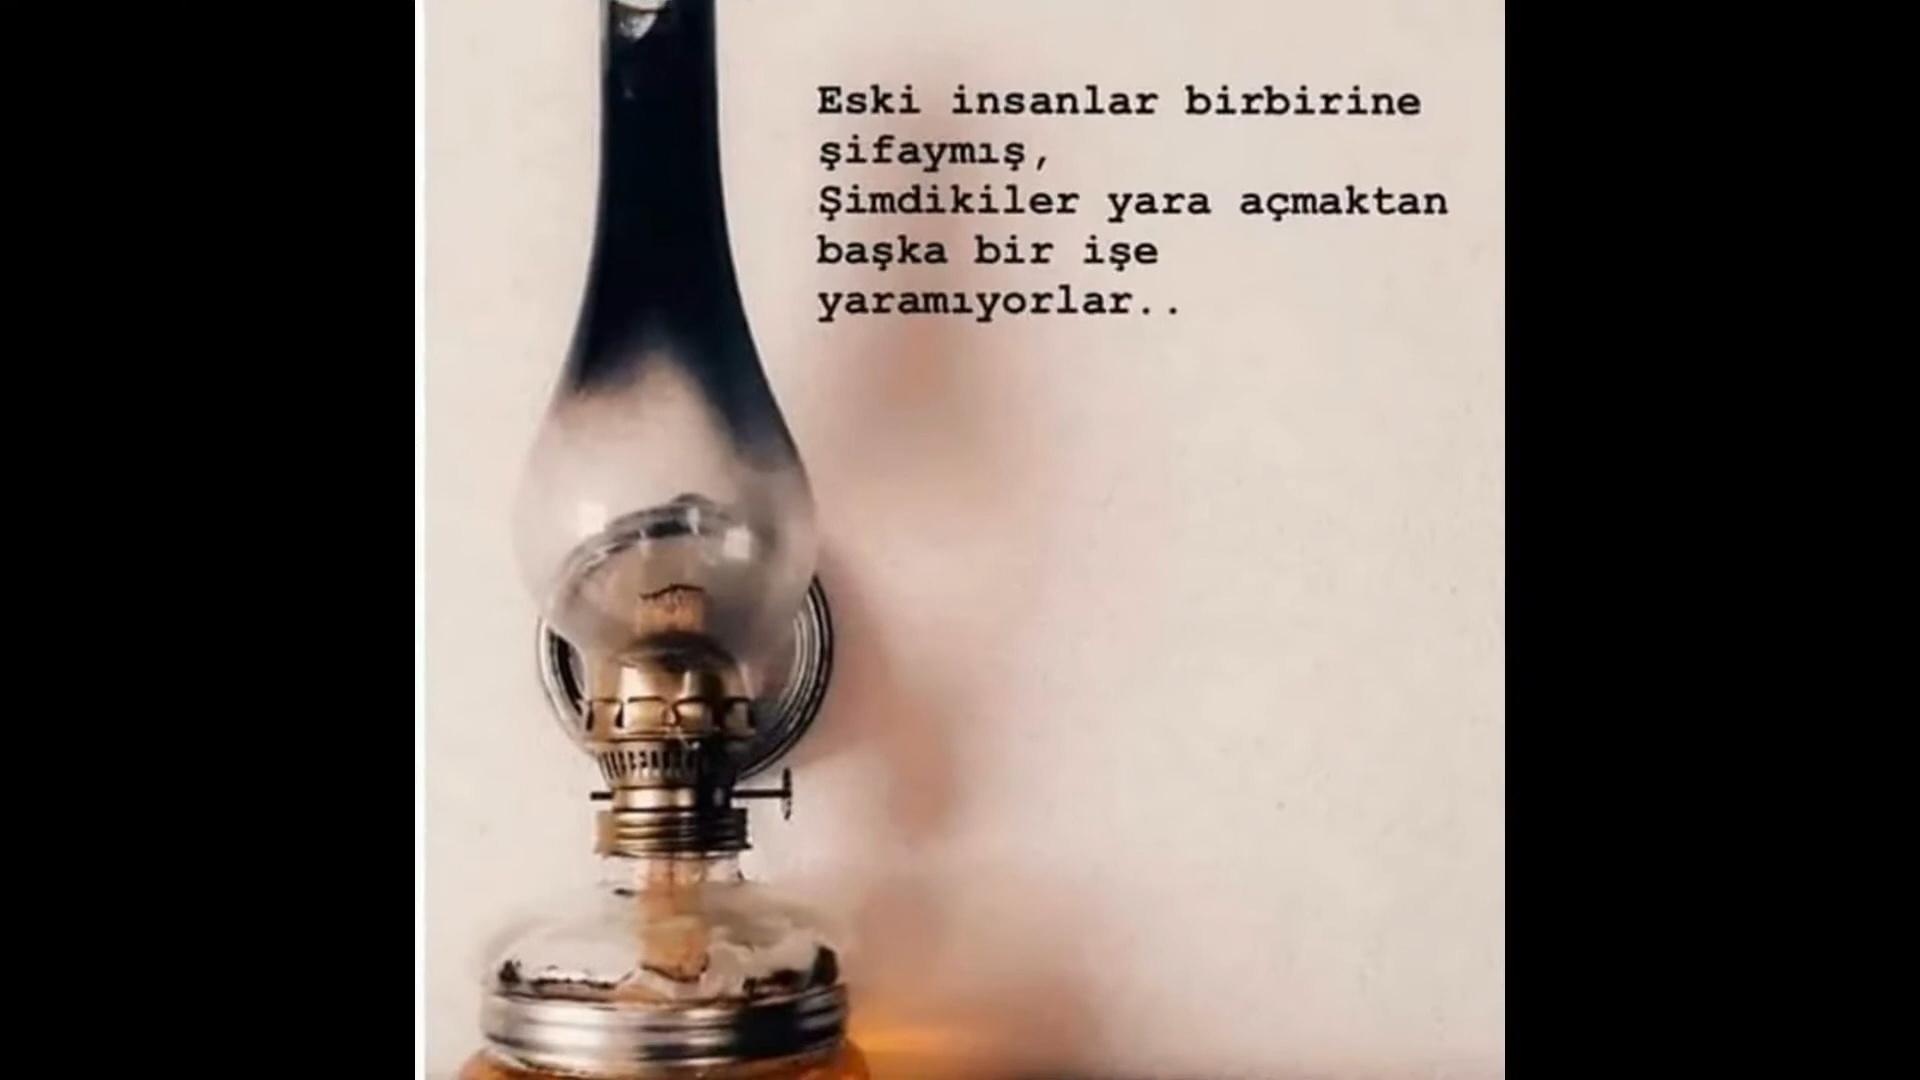 Eski insanlar birbirine
şifaymış,
Şimdikiler yara açmaktan
başka bir işe
yaramıyorlar..